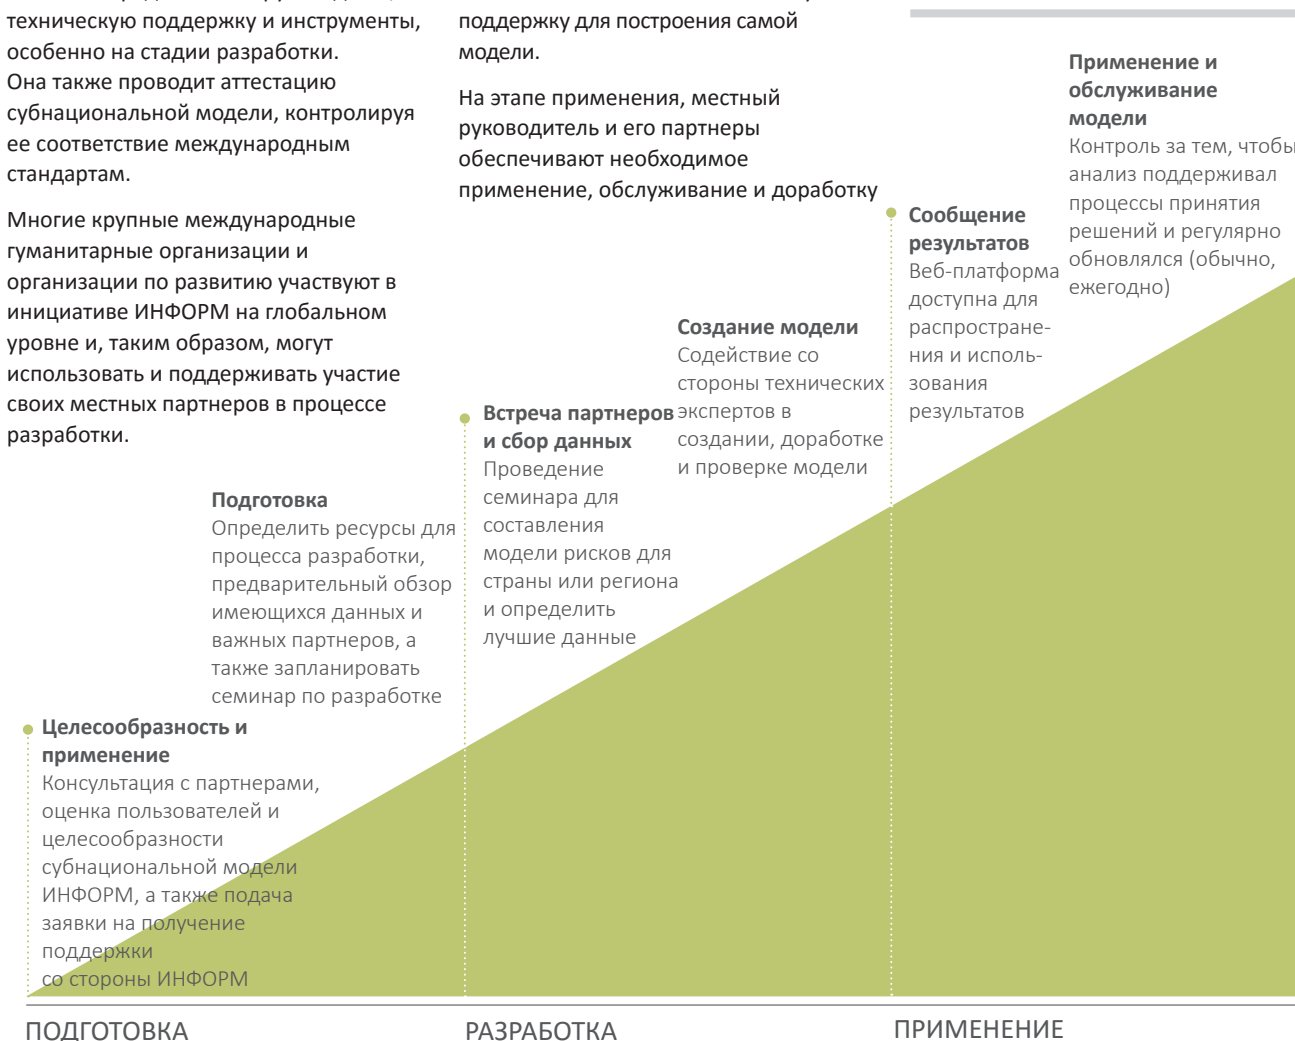 техническую поддержку и инструменты,
особенно на стадии разработки.
Она также проводит аттестацию
субнациональной модели, контролируя
ее соответствие международным
стандартам.
Многие крупные международные
гуманитарные организации и
организации по развитию участвуют в
инициативе ИНФОРМ на глобальном
уровне и, таким образом, могут
использовать и поддерживать участие
своих местных партнеров в процессе
разработки.
поддержку для построения самой
модели.
На этапе применения, местный
руководитель и его партнеры
обеспечивают необходимое
применение, обслуживание и доработку
Целесообразность и
применение
Консультация с партнерами,
оценка пользователей и
целесообразности
субнациональной модели
ИНФОРМ, а также подача
заявки на получение
поддержки
со стороны ИНФОРМ
Подготовка
Определить ресурсы для
процесса разработки,
предварительный обзор
имеющихся данных и
важных партнеров, а
также запланировать
семинар по разработке
Встреча партнеров
и сбор данных
Проведение
семинара для
составления
модели рисков для
страны или региона
и определить
лучшие данные
Создание модели
Содействие со
стороны технических
экспертов в
создании, доработке
и проверке модели
Сообщение
результатов
Веб-платформа
доступна для
распростране-
ния и исполь-
зования
результатов
Применение и
обслуживание
модели
Контроль за тем, чтобы
анализ поддерживал
процессы принятия
решений и регулярно
обновлялся (обычно,
ежегодно)
ПОДГОТОВКА
РАЗРАБОТКА
ПРИМЕНЕНИЕ